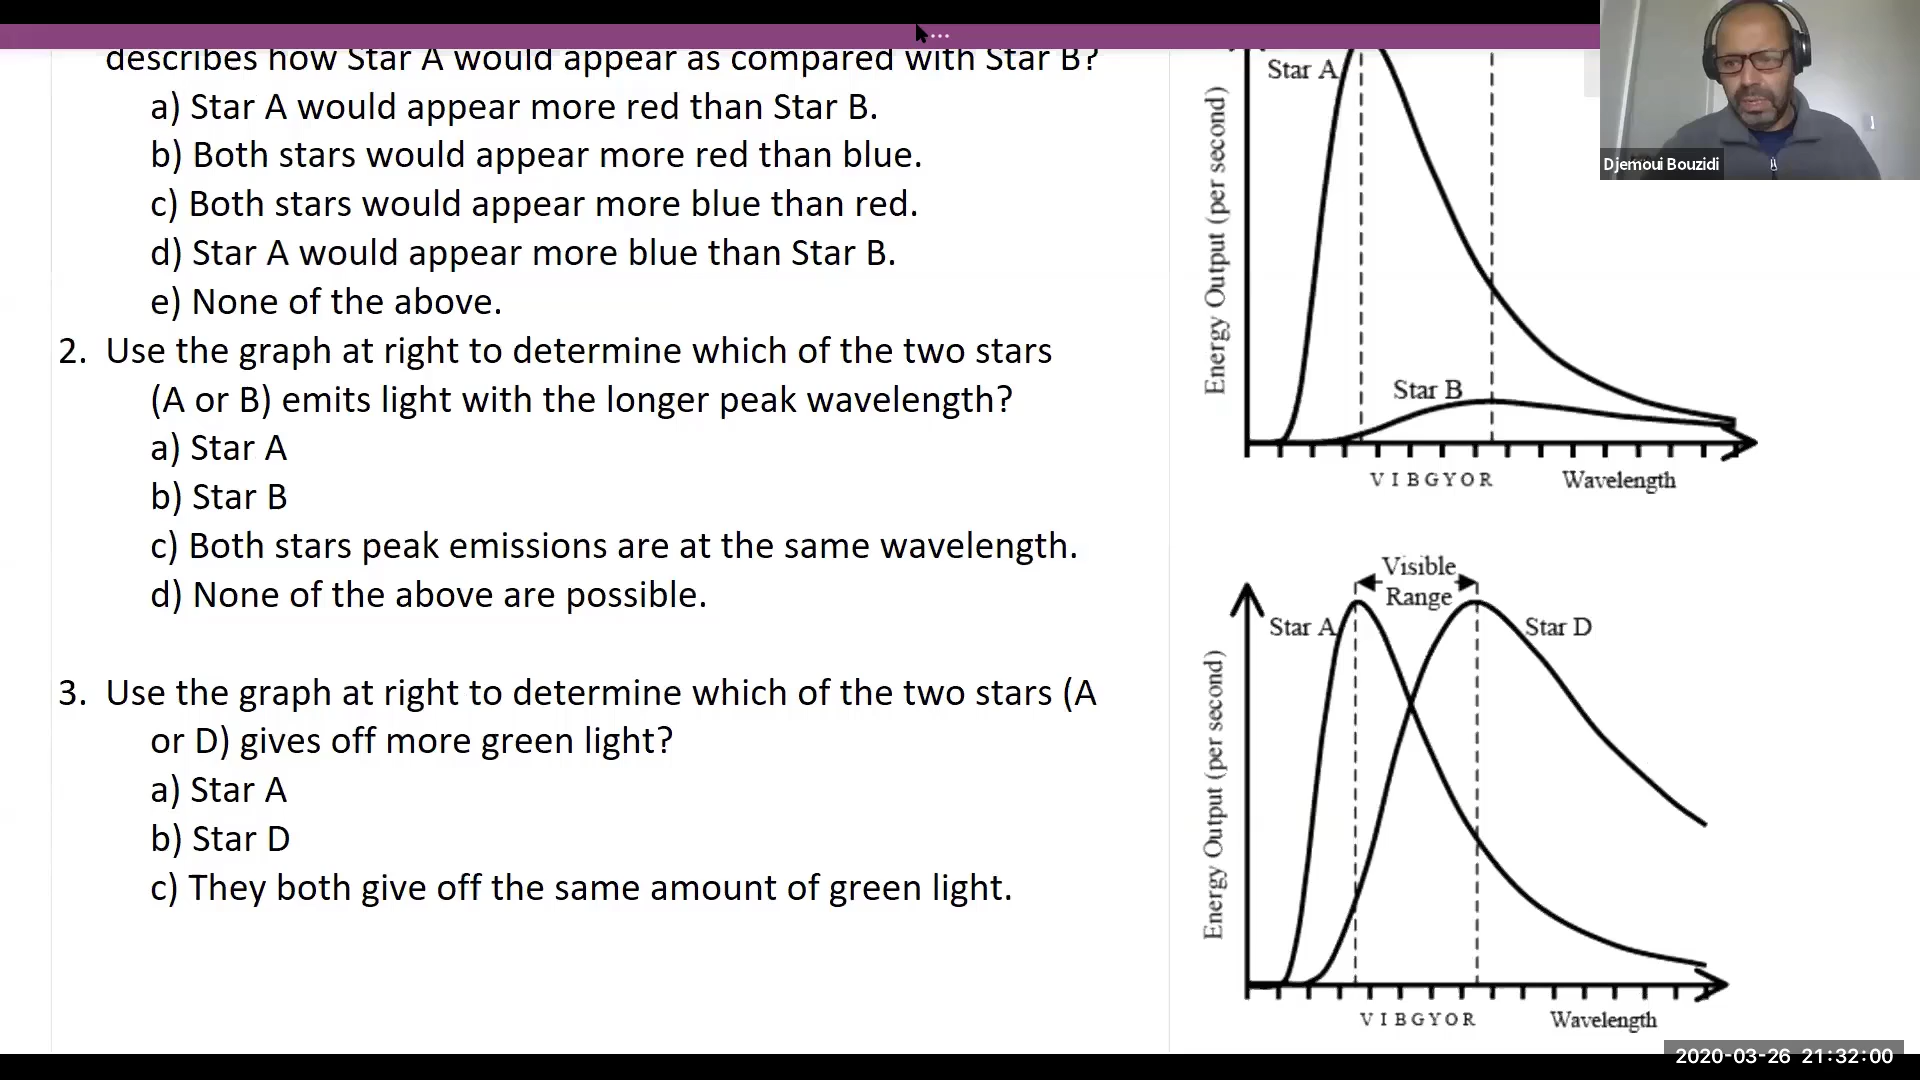 describes how Star A would appear as compared with Star B?
a) Star A would appear more red than Star B.
b) Both stars would appear more red than blue.
c) Both stars would appear more blue than red.
d) Star A would appear more blue than Star B.
e) None of the above.
2. Use the graph at right to determine which of the two stars
(A or B) emits light with the longer peak wavelength?
a) Star A
b) Star B
c) Both stars peak emissions are at the same wavelength.
d) None of the above are possible.
3. Use the graph at right to determine which of the two stars (A
or D) gives off more green light?
a) Star A
b) Star D
c) They both give off the same amount of green light.
Star A
Energy Output (per second)
Star B
V I B G Y O R
Wavelength
Visible
Range
Star A
Star D
Energy Output (per second)
V I B G Y O R
Wavelength
Djemoui Bouzidi
2020-03-26 21:32:00